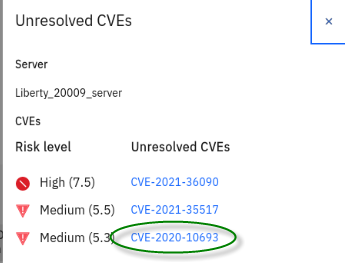 Unresolved CVEs
×
Server
Liberty_20009_server
CVEs
Risk level Unresolved CVEs
High (7.5) CVE-2021-36090
Medium (5.5) CVE-2021-35517
Medium (5.3) CVE-2020-10693